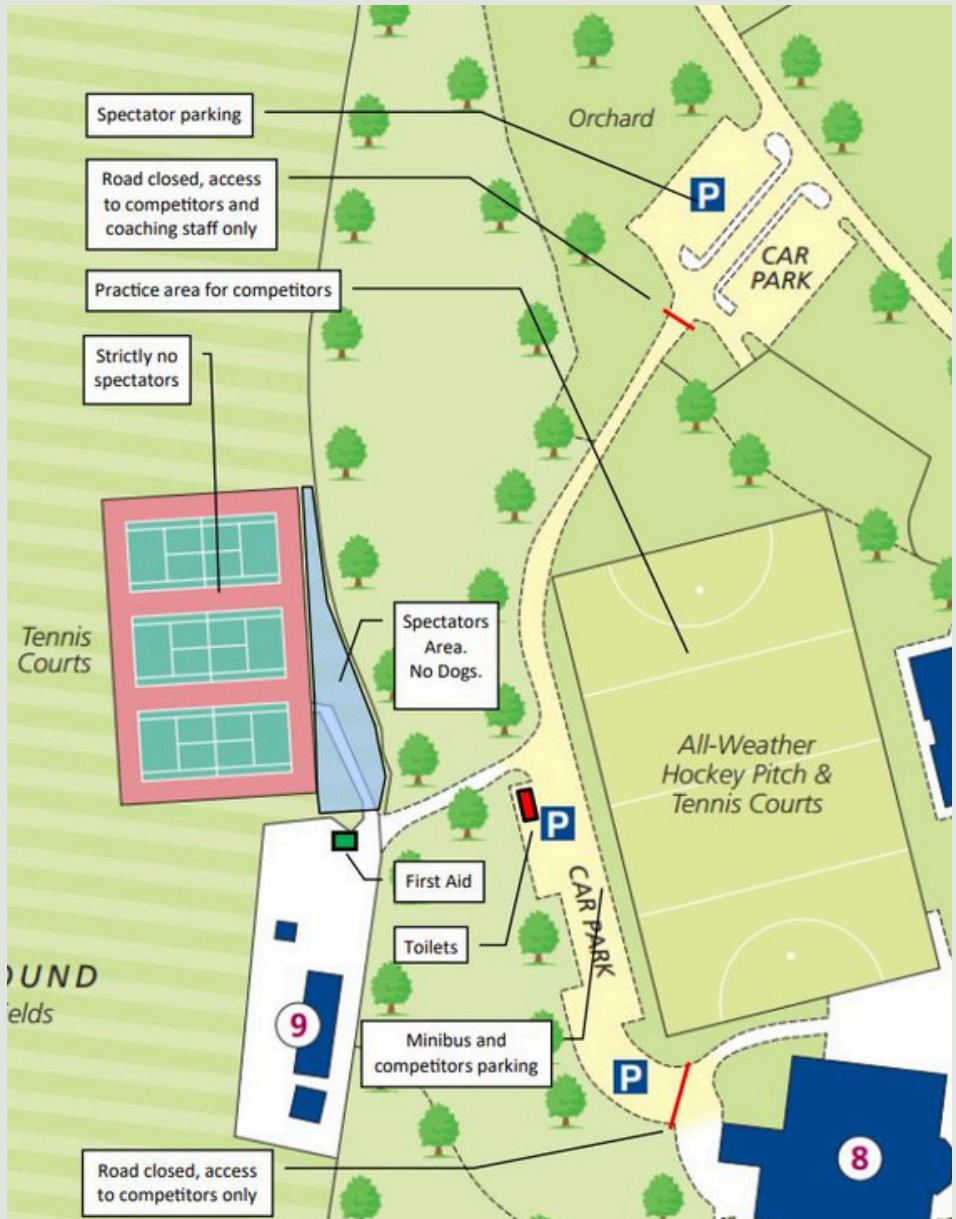 Spectator parking
Orchard
P
Road closed, access
to competitors and
coaching staff only
CAR
PARK
Practice area for competitors
Strictly no
spectators
Tennis
Courts
Spectators
Area.
No Dogs.
All-Weather
Hockey Pitch &
Tennis Courts
P
First Aid
CAR PARK
Toilets
OUND
ields
9
Minibus and
competitors parking
P
8
Road closed, access
to competitors only